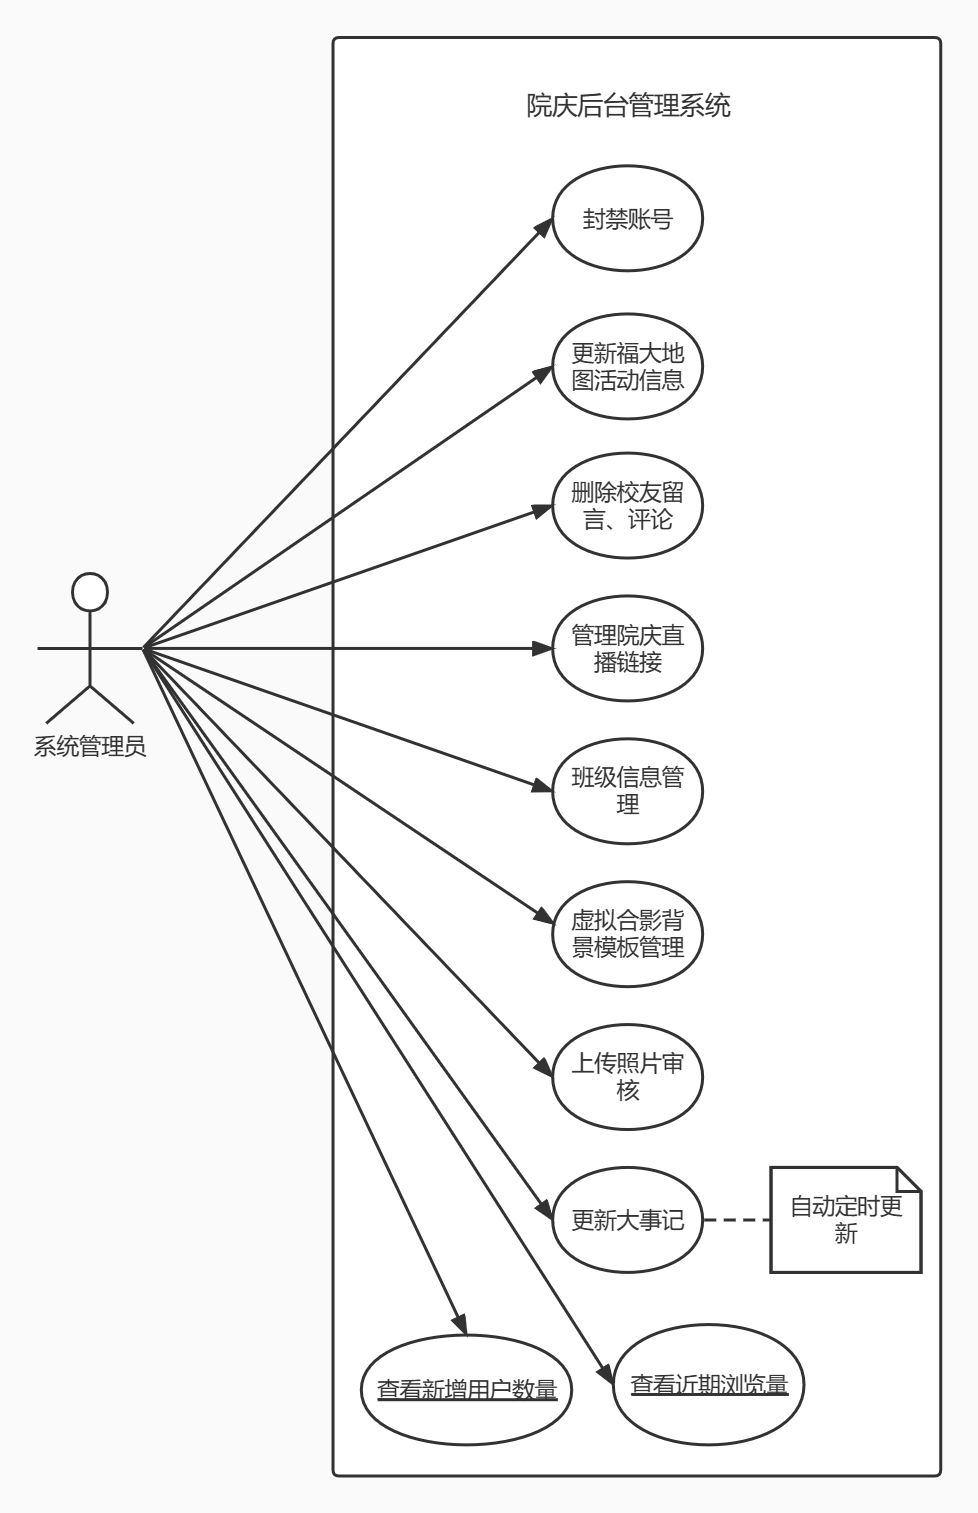 院庆后台管理系统
封禁账号
更新福大地
图活动信息
删除校友留
言、评论
管理院庆直
播链接
系统管理员
班级信息管
理
虚拟合影背
景模板管理
上传照片审
核
更新大事记
自动定时更
新
查看新增用户数量
查看近期浏览量